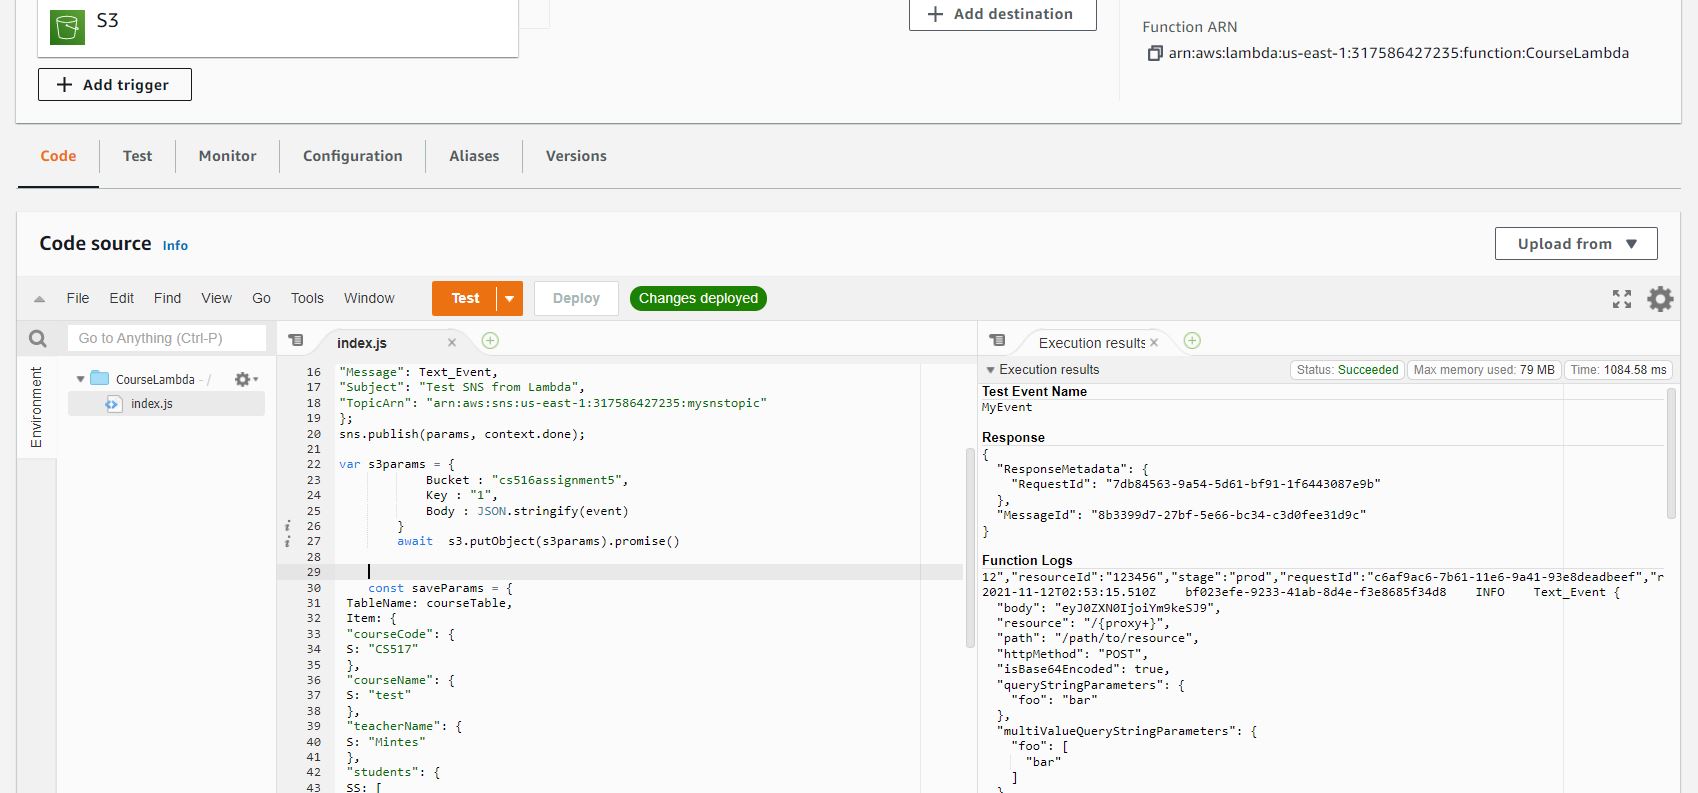 S3
Add destination
Function ARN
arn:aws:lambda:us-east-1:317586427235:function:CourseLambda
Add trigger
Code Test Monitor Configuration Aliases Versions
Code source Info
Upload from
File Edit Find View Go Tools Window Test Deploy Changes deployed
Go to Anything (Ctrl-P)
Environment
CourseLambda - /
index.js
index.js
16 "Message": Text_Event,
17 "Subject": "Test SNS from Lambda",
18 "TopicArn": "arn:aws:sns:us-east-1:317586427235:mysnstopic"
19 };
20 sns.publish(params, context.done);
21
22 var s3params = {
23 Bucket : "cs516assignment5",
24 Key : "1",
25 Body : JSON.stringify(event)
26 }
27 await s3.putObject(s3params).promise()
28
29
30 const saveParams = {
31 TableName: courseTable,
32 Item: {
33 "courseCode": {
34 S: "CS517"
35 },
36 "courseName": {
37 S: "test"
38 },
39 "teacherName": {
40 S: "Mintes"
41 },
42 "students": {
43 SS: [
Execution results
Execution results Status: Succeeded Max memory used: 79 MB Time: 1084.58 ms
Test Event Name
MyEvent
Response
{
"ResponseMetadata": {
"RequestId": "7db84563-9a54-5d61-bf91-1f6443087e9b"
},
"MessageId": "8b3399d7-27bf-5e66-bc34-c3d0fee31d9c"
}
Function Logs
12","resourceId":"123456","stage":"prod","requestId":"c6af9ac6-7b61-11e6-9a41-93e8deadbeef","r
2021-11-12T02:53:15.510Z bf023efe-9233-41ab-8d4e-f3e8685f34d8 INFO Text_Event {
"body": "eyJ0ZXN0IjoiYm9keSJ9",
"resource": "/{proxy+}",
"path": "/path/to/resource",
"httpMethod": "POST",
"isBase64Encoded": true,
"queryStringParameters": {
"foo": "bar"
},
"multiValueQueryStringParameters": {
"foo": [
"bar"
]
},